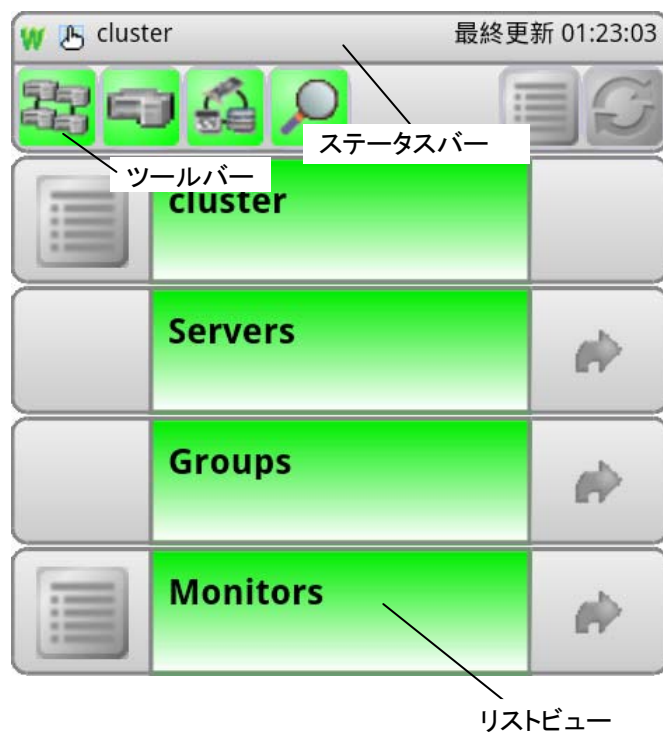 cluster 最終更新 01:23:03
ステータスバー
ツールバー
cluster
Servers
Groups
Monitors
リストビュー